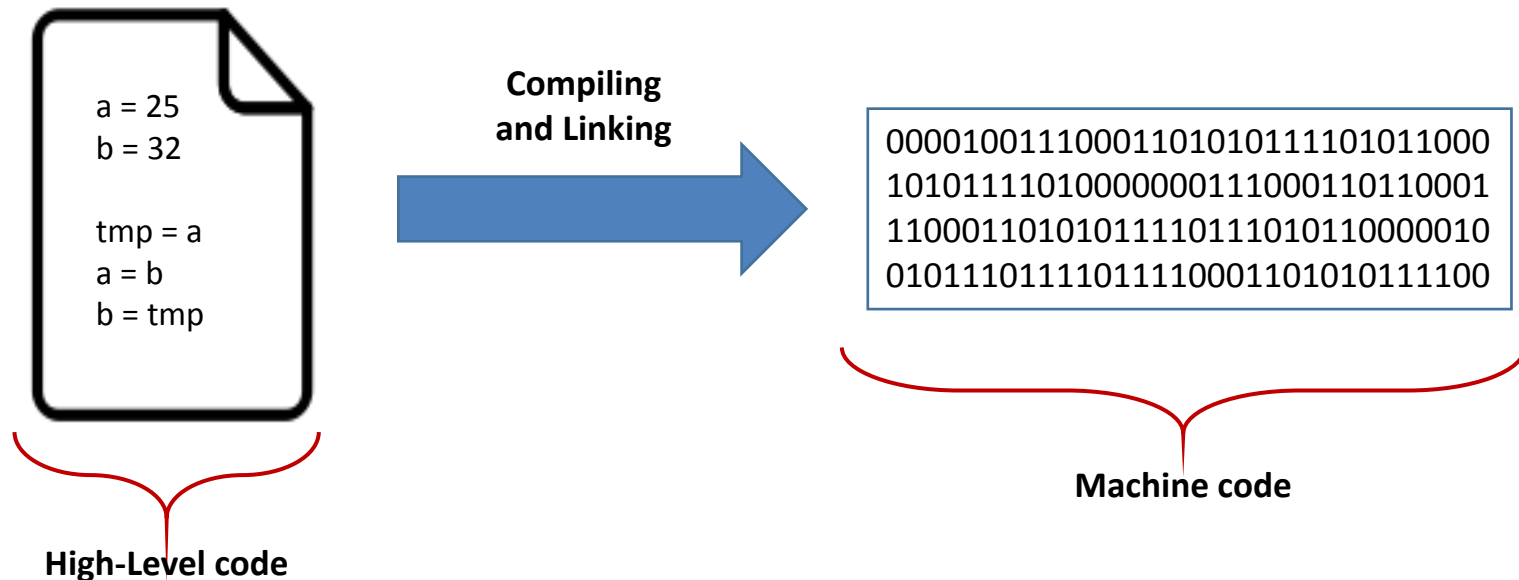 a = 25
b = 32
tmp = a
a = b
b = tmp
High-Level code
Compiling
and Linking
00001001110001101010111101011000
10101111010000000111000110110001
11000110101011110111010110000010
01011101111011110001101010111100
Machine code